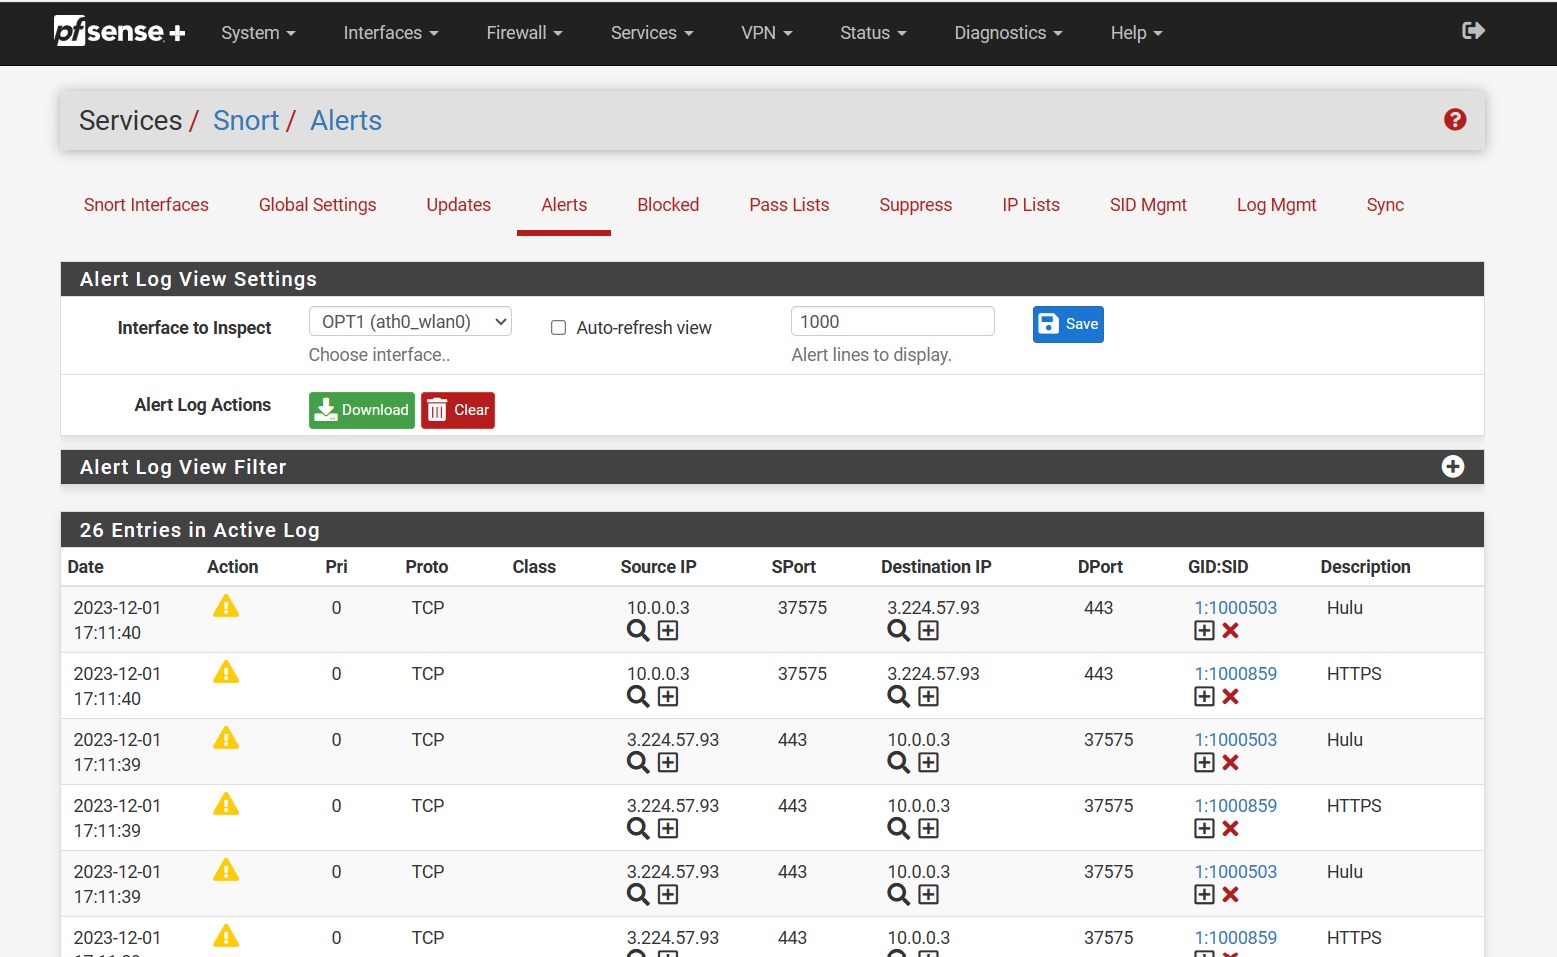 pfsense+ System Interfaces Firewall Services VPN Status Diagnostics Help
Services / Snort / Alerts
Snort Interfaces Global Settings Updates Alerts Blocked Pass Lists Suppress IP Lists SID Mgmt Log Mgmt Sync
Alert Log View Settings
Interface to Inspect OPT1 (ath0_wlan0) Auto-refresh view 1000 Save
Choose interface.. Alert lines to display.
Alert Log Actions Download Clear
Alert Log View Filter
26 Entries in Active Log
Date Action Pri Proto Class Source IP SPort Destination IP DPort GID:SID Description
2023-12-01 0 TCP 10.0.0.3 37575 3.224.57.93 443 1:1000503 Hulu
17:11:40
2023-12-01 0 TCP 10.0.0.3 37575 3.224.57.93 443 1:1000859 HTTPS
17:11:40
2023-12-01 0 TCP 3.224.57.93 443 10.0.0.3 37575 1:1000503 Hulu
17:11:39
2023-12-01 0 TCP 3.224.57.93 443 10.0.0.3 37575 1:1000859 HTTPS
17:11:39
2023-12-01 0 TCP 3.224.57.93 443 10.0.0.3 37575 1:1000503 Hulu
17:11:39
2023-12-01 0 TCP 3.224.57.93 443 10.0.0.3 37575 1:1000859 HTTPS